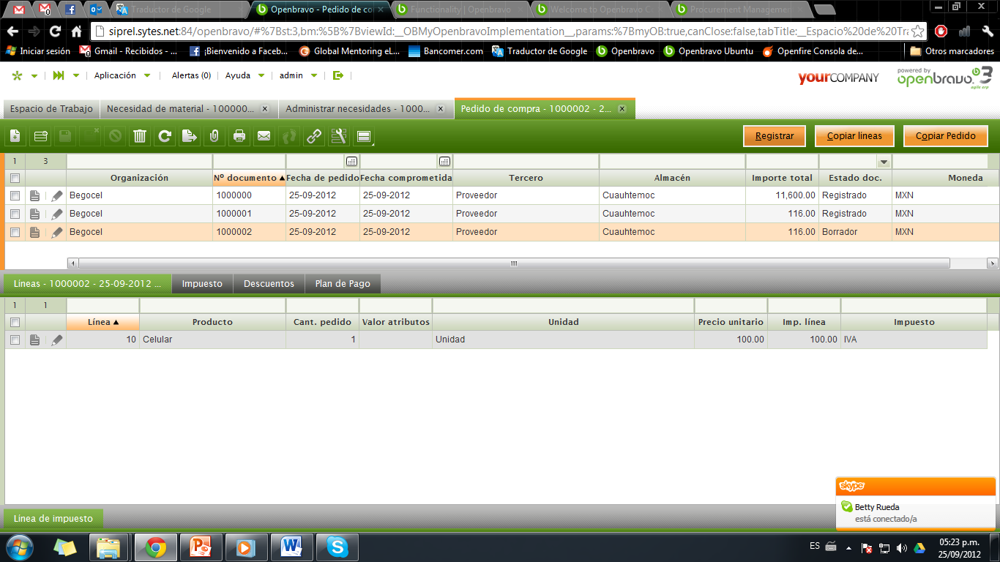 Traductor de Google
Openbravo - Pedido de co
Functionality | Openbravo
Welcome to Openbravo C
Procurement Management
siprel.sytes.net:84/openbravo/#%7Bst:3,bm:%5B%7BviewId:__OBMyOpenbravoImplementation__,params:%7BmyOB:true,canClose:false,tabTitle:__Espacio%20de%20Tra
Iniciar sesión
Gmail - Recibidos - ...
¡Bienvenido a Faceb...
Global Mentoring eL...
Bancomer.com
Traductor de Google
Openbravo
Openbravo Ubuntu
Openfire Consola de...
Otros marcadores
Aplicación
Alertas (0)
Ayuda
admin
yourCOMPANY
powered by
openbravo 3
agile erp
Espacio de Trabajo
Necesidad de material - 100000...
Administrar necesidades - 1000...
Pedido de compra - 1000002 - 2...
Registrar
Copiar lineas
Copiar Pedido
1 3
Organización Nº documento Fecha de pedido Fecha comprometida Tercero Almacén Importe total Estado doc. Moneda
Begocel 1000000 25-09-2012 25-09-2012 Proveedor Cuauhtemoc 11,600.00 Registrado MXN
Begocel 1000001 25-09-2012 25-09-2012 Proveedor Cuauhtemoc 116.00 Registrado MXN
Begocel 1000002 25-09-2012 25-09-2012 Proveedor Cuauhtemoc 116.00 Borrador MXN
Líneas - 1000002 - 25-09-2012 ...
Impuesto
Descuentos
Plan de Pago
1 1
Línea Producto Cant. pedido Valor atributos Unidad Precio unitario Imp. línea Impuesto
10 Celular 1 Unidad 100.00 100.00 IVA
skype
Betty Rueda
está conectado/a
Línea de impuesto
ES
05:23 p.m.
25/09/2012